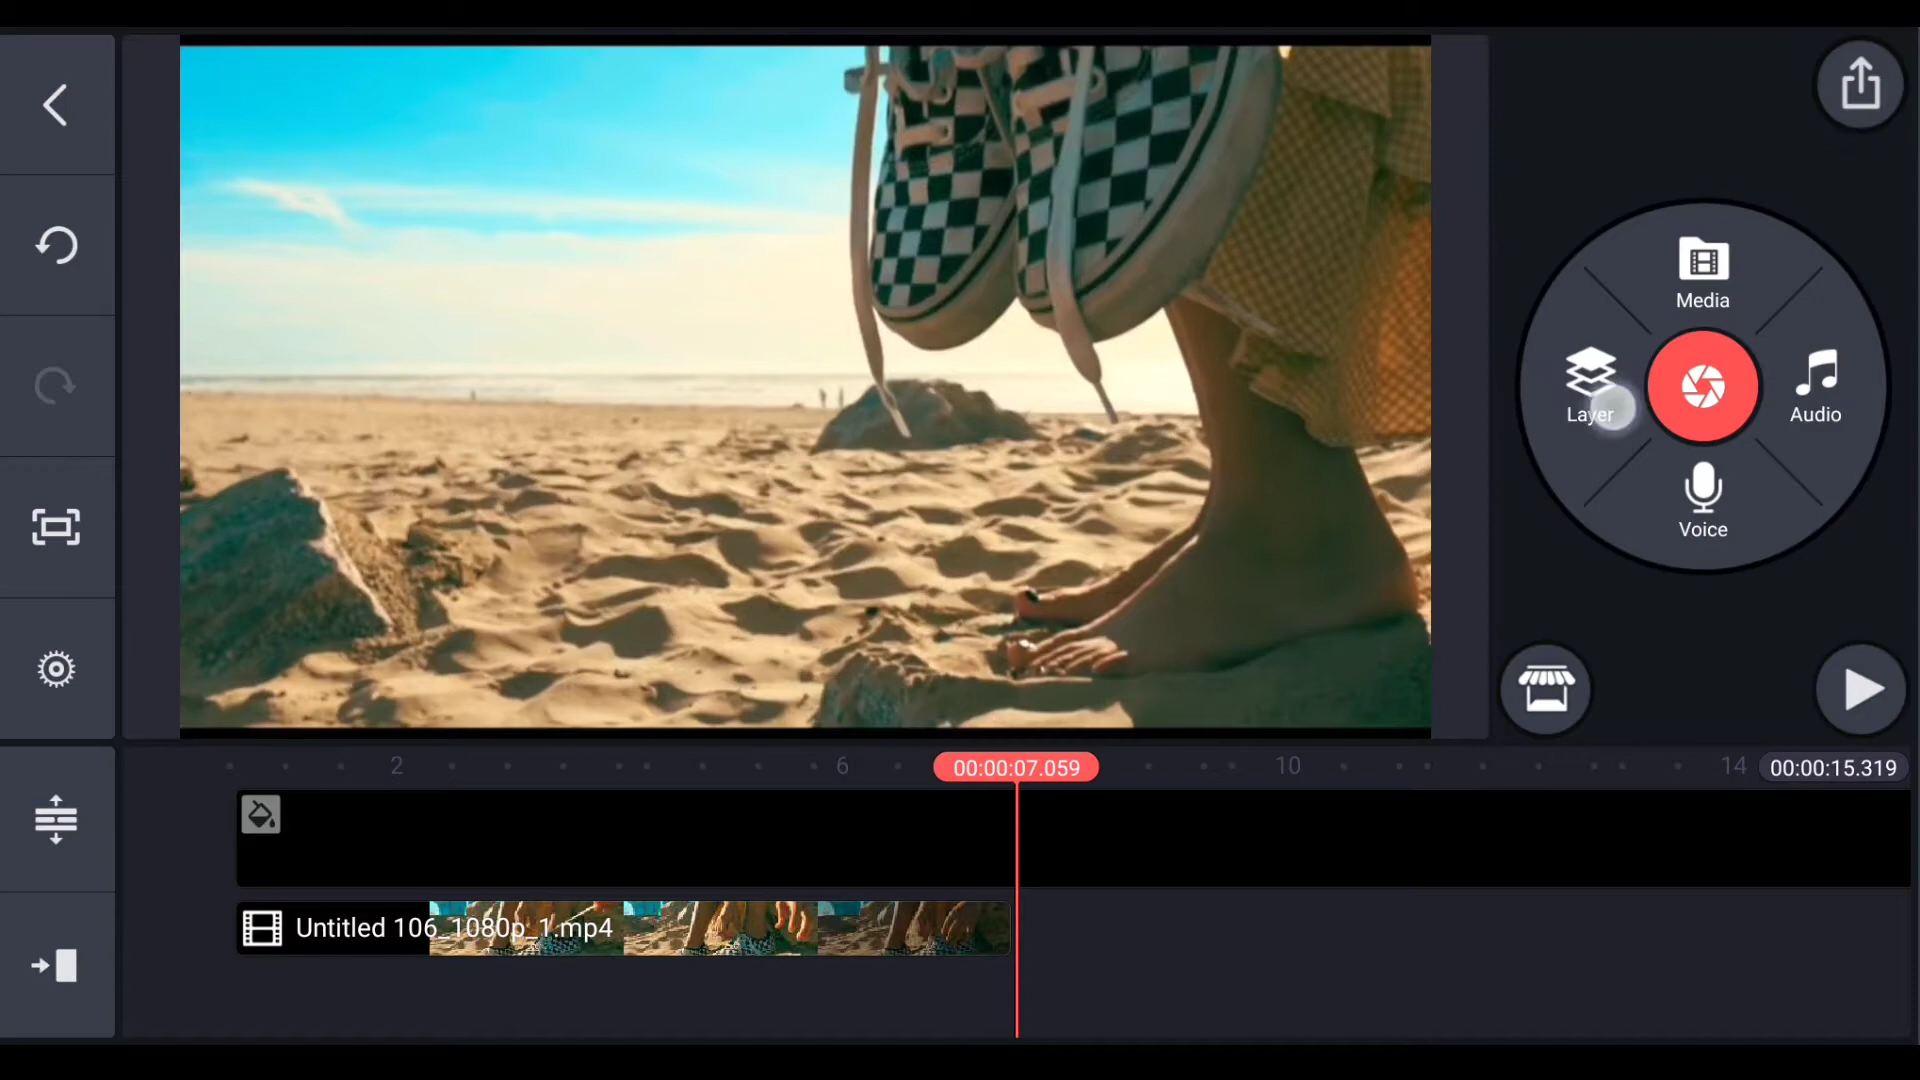 Media
Layer
Audio
Voice
2
6
00:00:07.059
10
14
00:00:15.319
Untitled 106_1080p_1.mp4